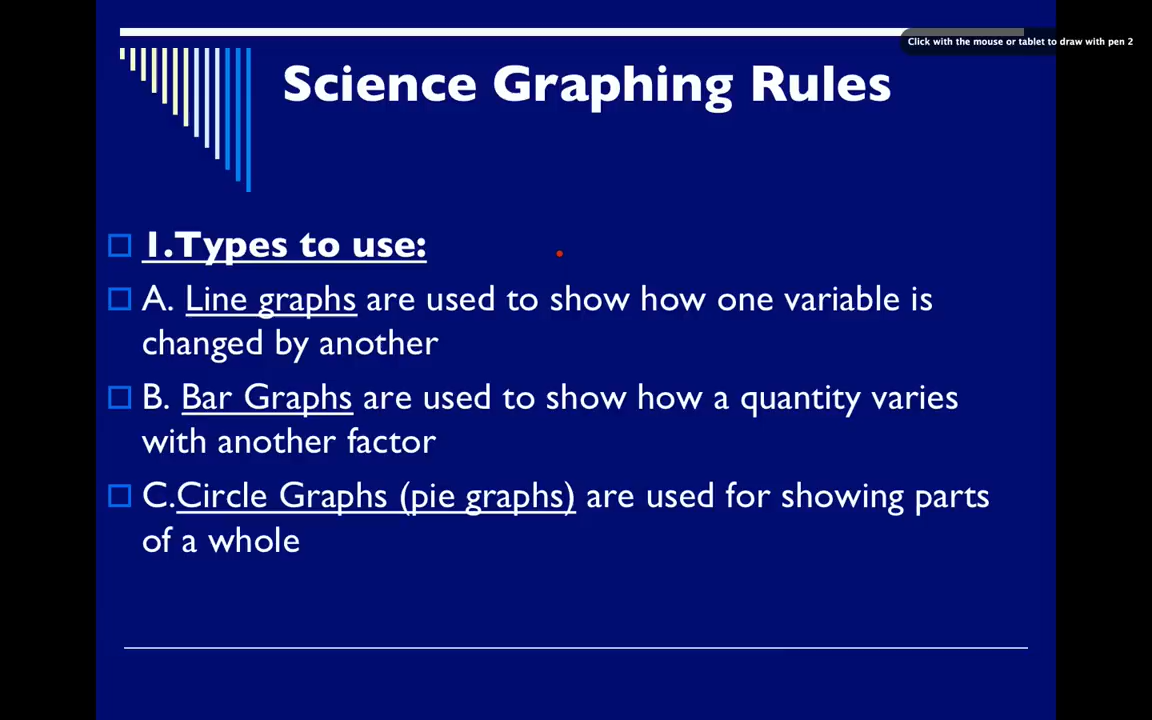 Click with the mouse or tablet to draw with pen 2
Science Graphing Rules
1.Types to use:
A. Line graphs are used to show how one variable is
changed by another
B. Bar Graphs are used to show how a quantity varies
with another factor
C.Circle Graphs (pie graphs) are used for showing parts
of a whole